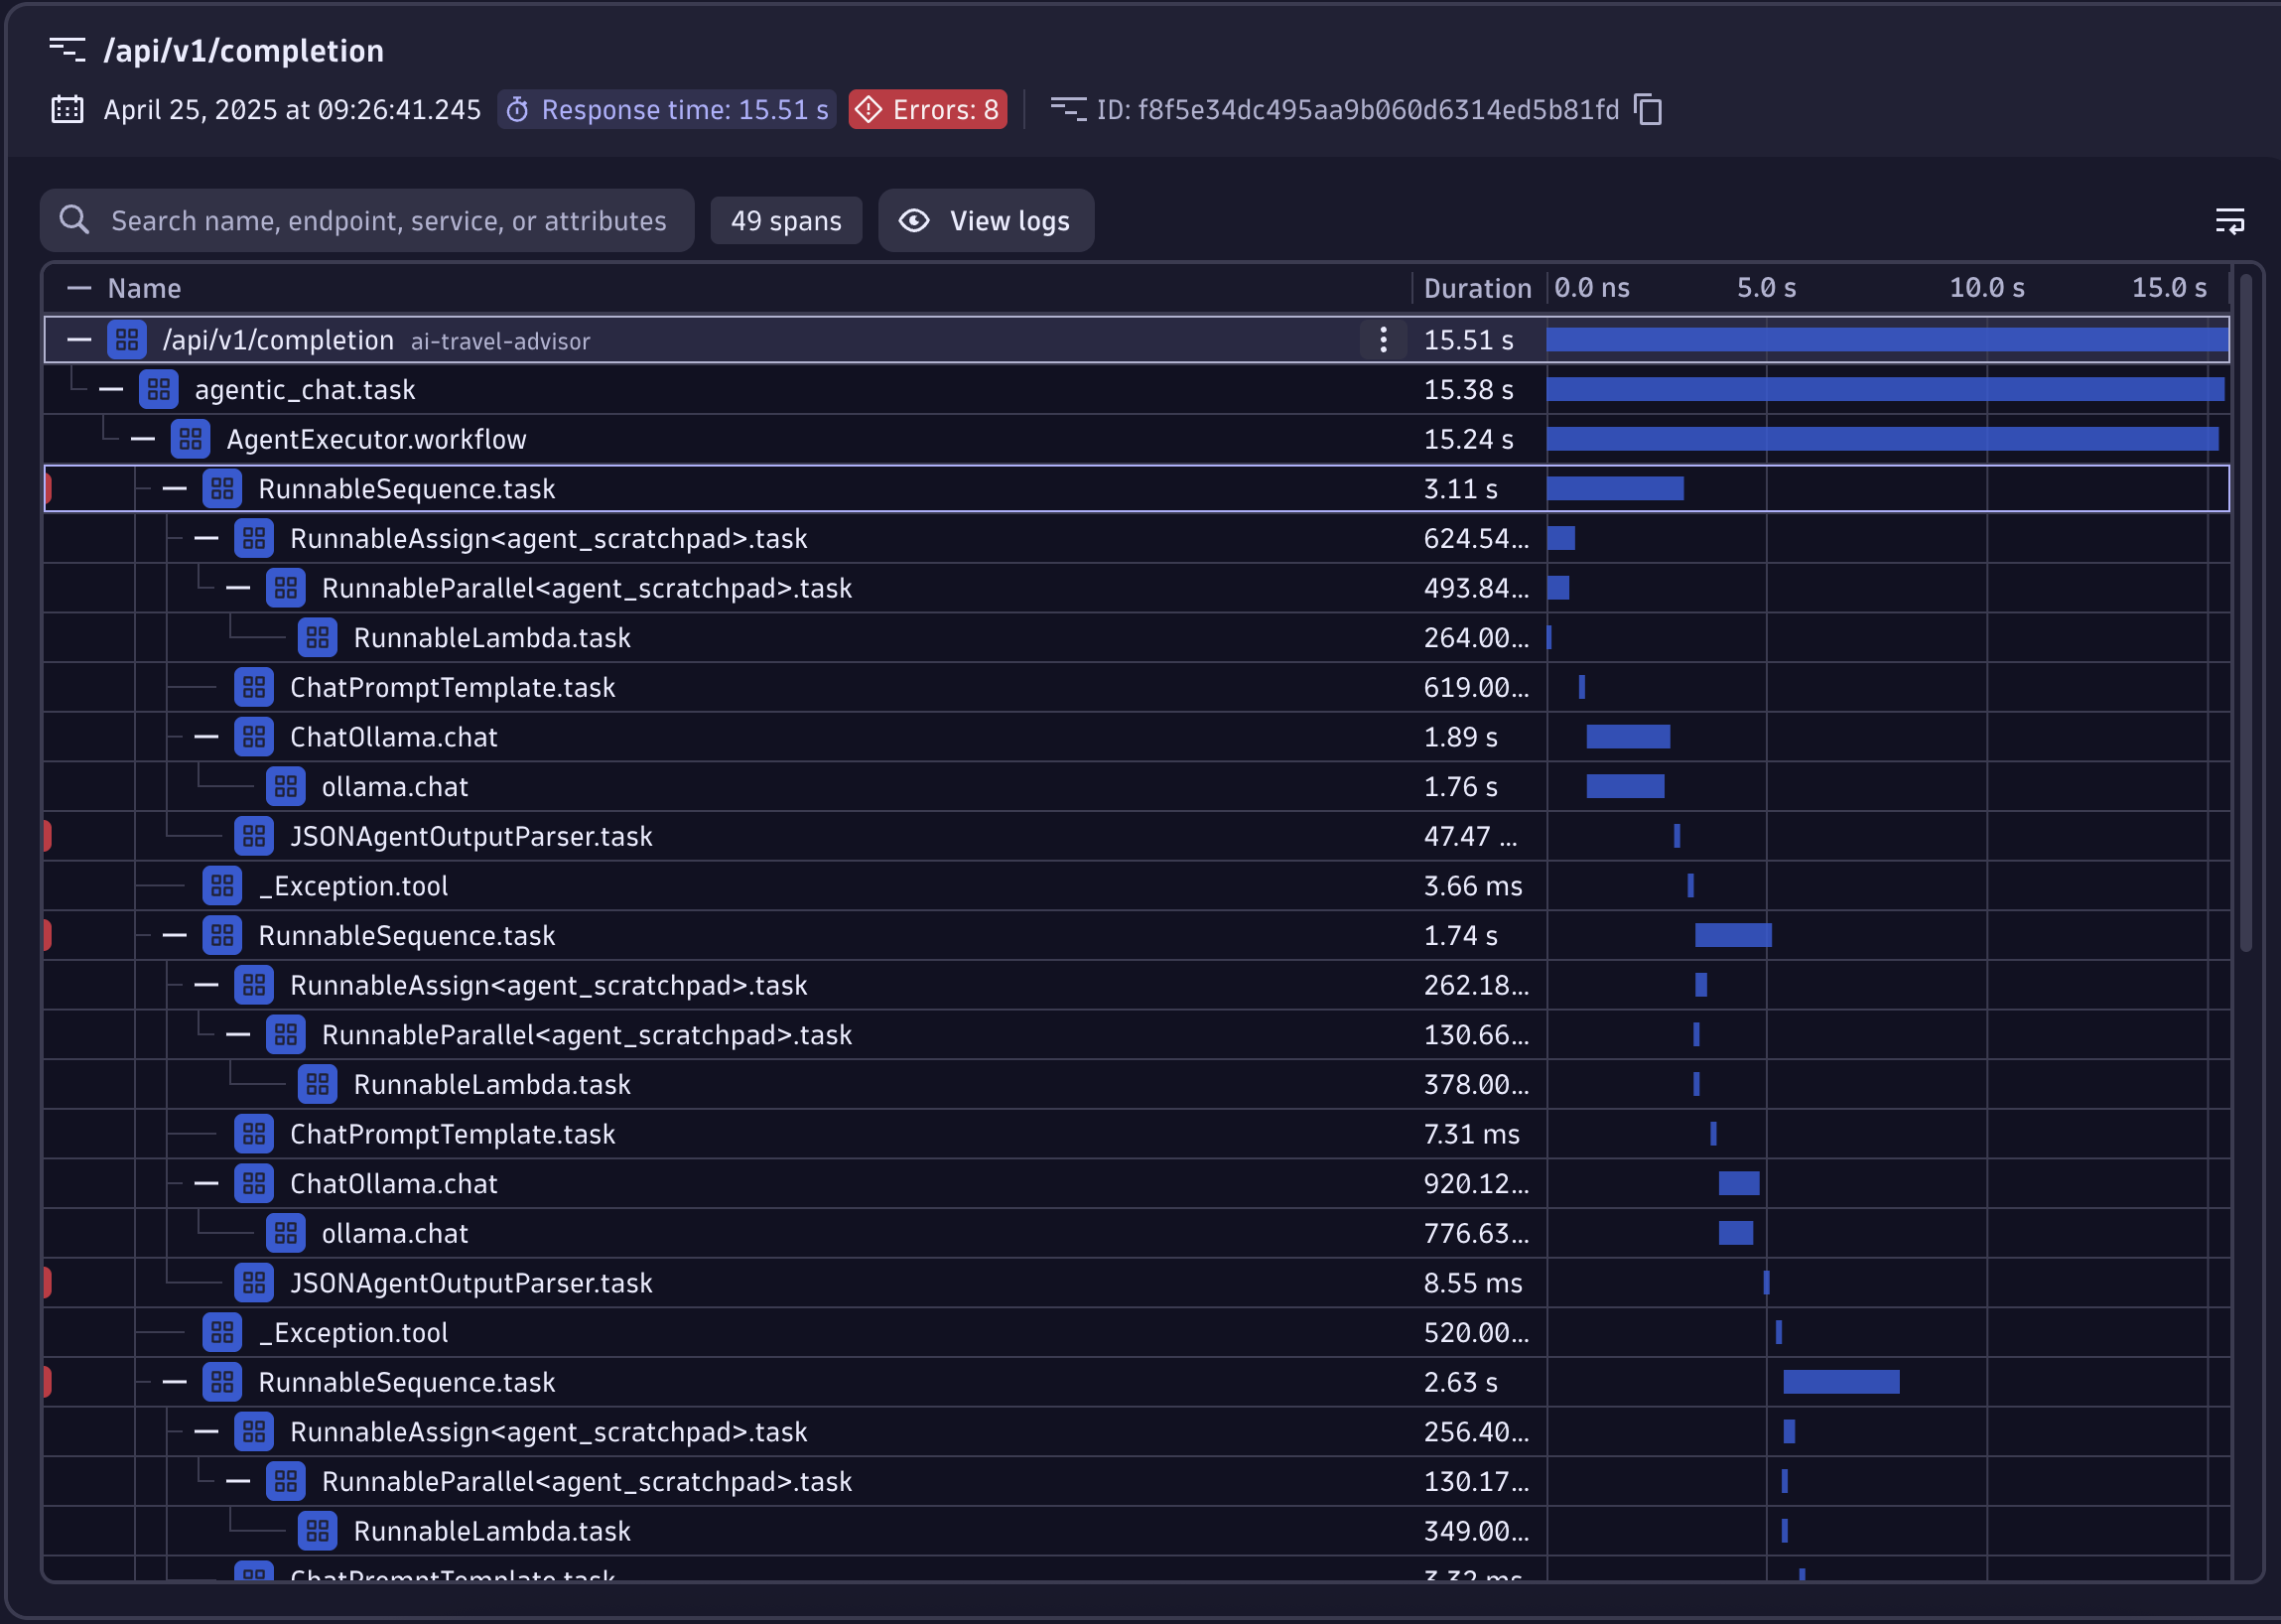 /api/v1/completion
April 25, 2025 at 09:26:41.245 Response time: 15.51 s Errors: 8 ID: f8f5e34dc495aa9b060d6314ed5b81fd
Search name, endpoint, service, or attributes 49 spans View logs
Name Duration 0.0 ns 5.0 s 10.0 s 15.0 s
/api/v1/completion ai-travel-advisor 15.51 s
agentic_chat.task 15.38 s
AgentExecutor.workflow 15.24 s
RunnableSequence.task 3.11 s
RunnableAssign<agent_scratchpad>.task 624.54...
RunnableParallel<agent_scratchpad>.task 493.84...
RunnableLambda.task 264.00...
ChatPromptTemplate.task 619.00...
ChatOllama.chat 1.89 s
ollama.chat 1.76 s
JSONAgentOutputParser.task 47.47 ...
_Exception.tool 3.66 ms
RunnableSequence.task 1.74 s
RunnableAssign<agent_scratchpad>.task 262.18...
RunnableParallel<agent_scratchpad>.task 130.66...
RunnableLambda.task 378.00...
ChatPromptTemplate.task 7.31 ms
ChatOllama.chat 920.12...
ollama.chat 776.63...
JSONAgentOutputParser.task 8.55 ms
_Exception.tool 520.00...
RunnableSequence.task 2.63 s
RunnableAssign<agent_scratchpad>.task 256.40...
RunnableParallel<agent_scratchpad>.task 130.17...
RunnableLambda.task 349.00...
ChatPromptTemplate.task 3.32 ms